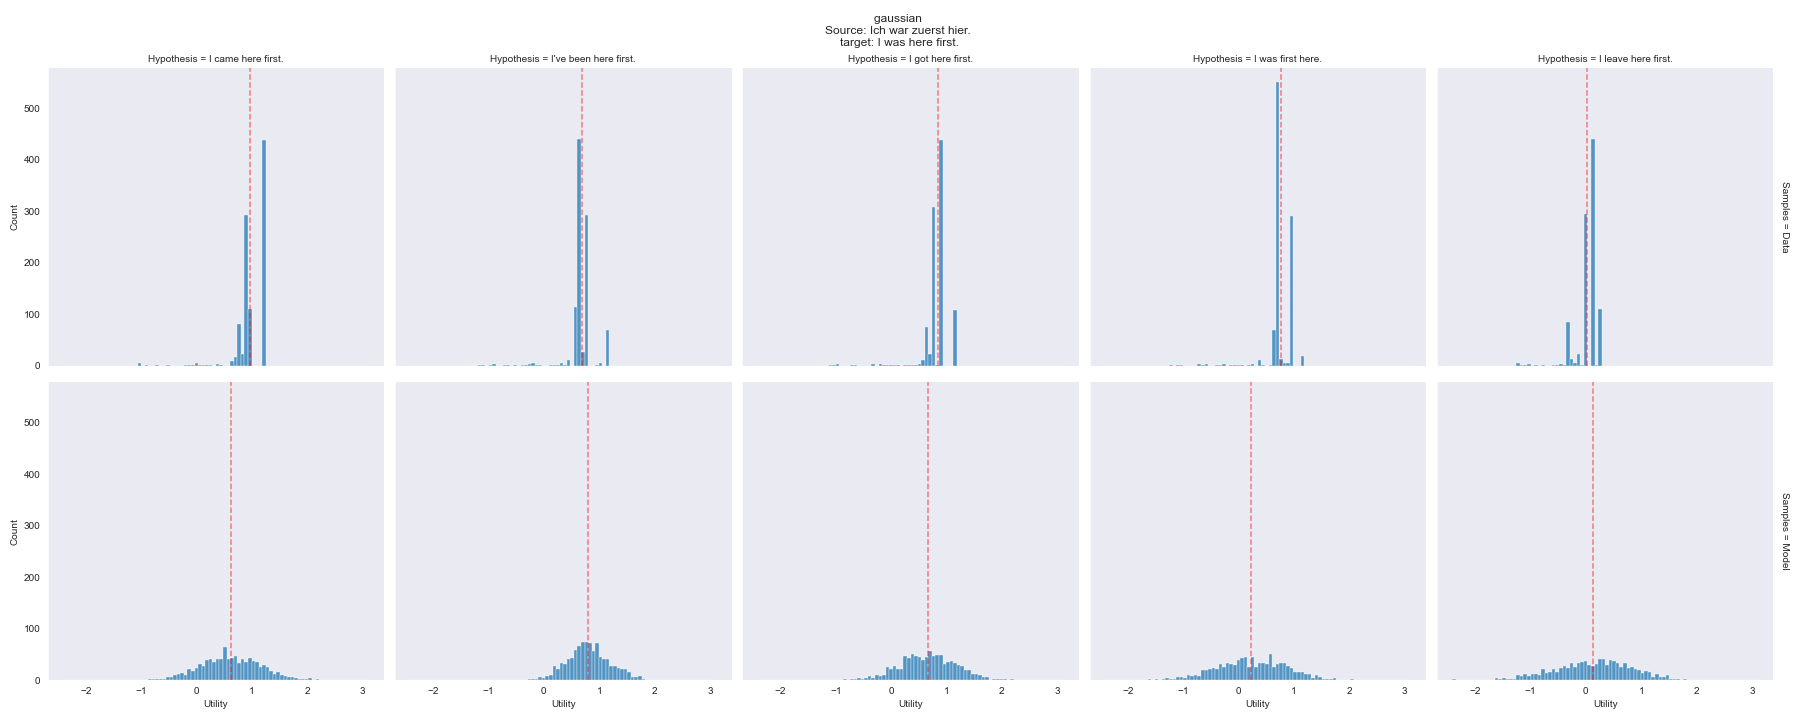 gaussian
Source: Ich war zuerst hier.
target: I was here first.
Hypothesis = I came here first.
Hypothesis = I've been here first.
Hypothesis = I got here first.
Hypothesis = I was first here.
Hypothesis = I leave here first.
500
400
300
200
100
0
Count
Samples = Data
500
400
300
200
100
0
Count
Samples = Model
−2 −1 0 1 2 3
−2 −1 0 1 2 3
−2 −1 0 1 2 3
−2 −1 0 1 2 3
−2 −1 0 1 2 3
Utility
Utility
Utility
Utility
Utility